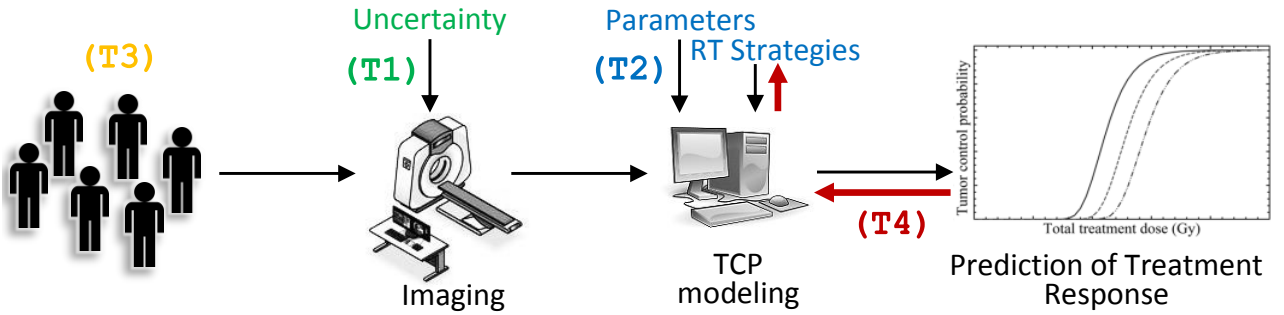 Uncertainty
Parameters
RT Strategies
(T3)
(T1)
(T2)
(T4)
Tumor control probability
Total treatment dose (Gy)
Imaging
TCP
modeling
Prediction of Treatment
Response